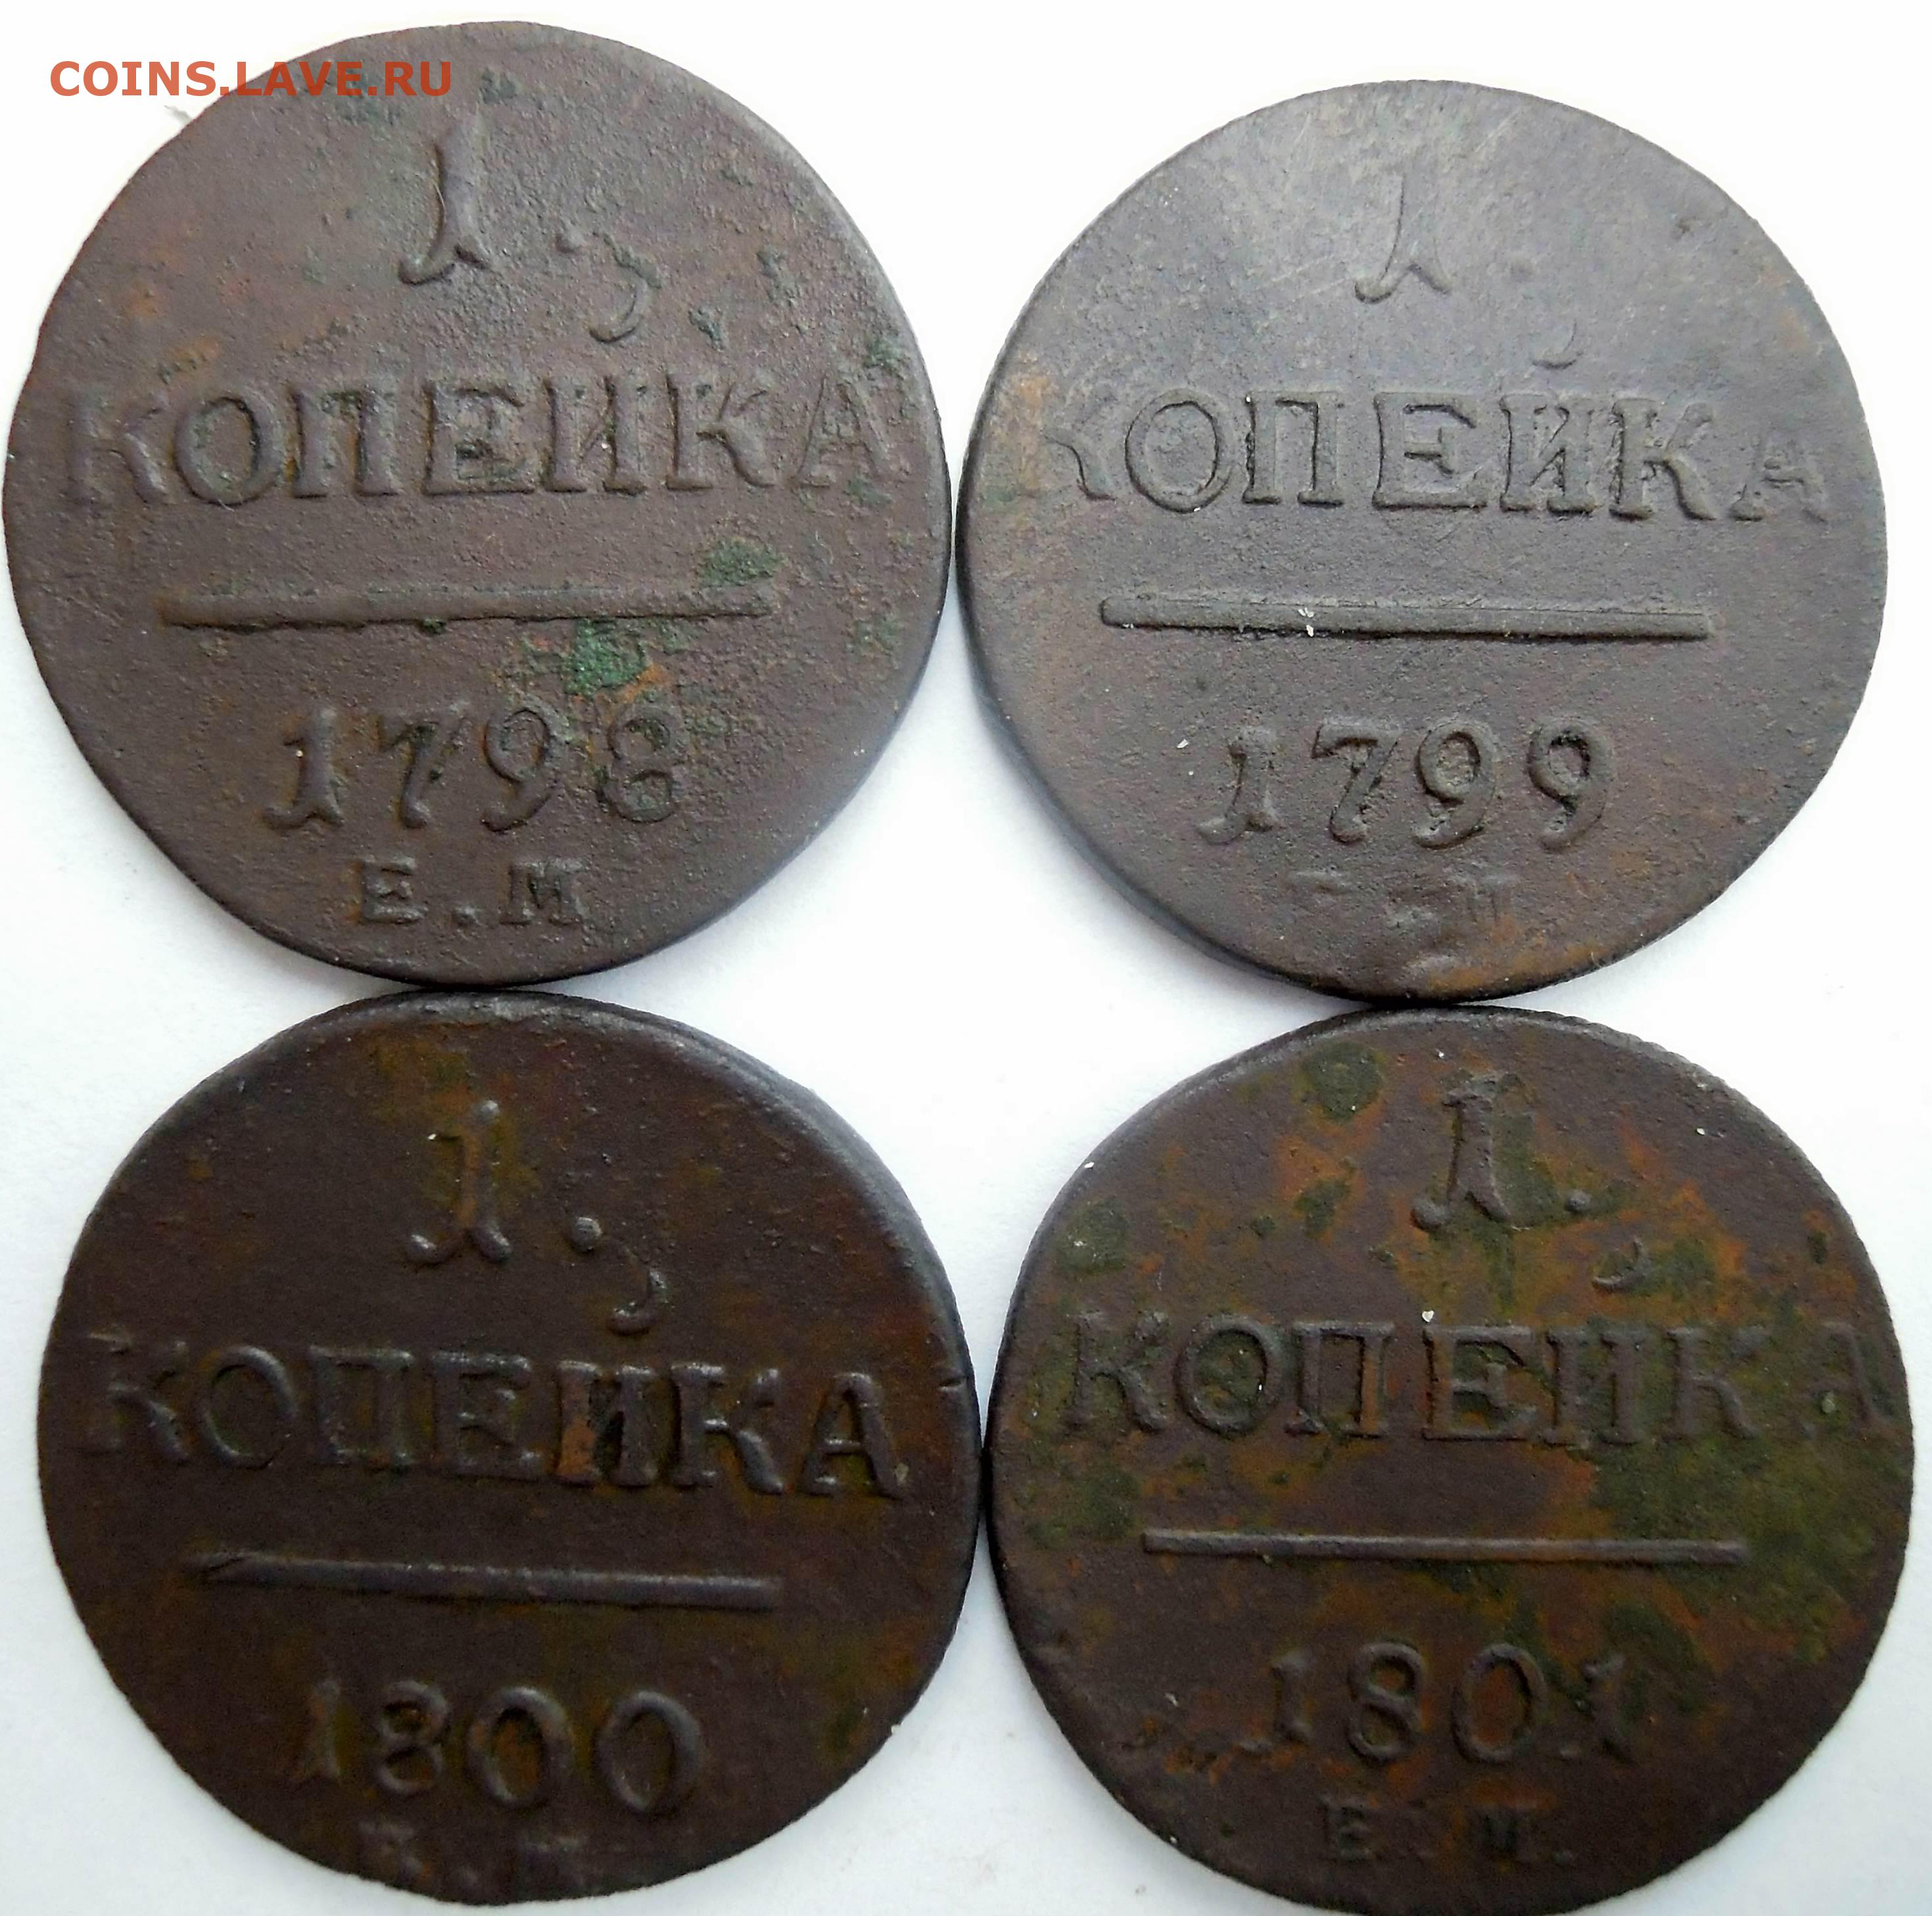 COINS.LAVE.RU
1.
КОПЕЙКА
1798
Е.М
1.
КОПЕЙКА
1799
1.
КОПЕЙКА
1800
Е.М
1.
КОПЕЙКА
1801
Е.М.